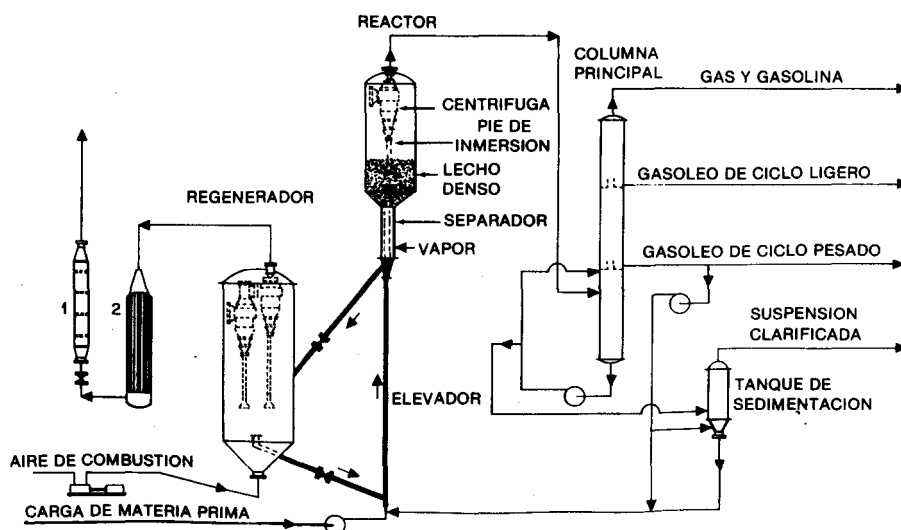 REACTOR
COLUMNA
PRINCIPAL
GAS Y GASOLINA
CENTRIFUGA
PIE DE
INMERSION
LECHO
DENSO
GASOLEO DE CICLO LIGERO
REGENERADOR
SEPARADOR
VAPOR
GASOLEO DE CICLO PESADO
1
2
SUSPENSION
CLARIFICADA
ELEVADOR
TANQUE DE
SEDIMENTACION
AIRE DE COMBUSTION
CARGA DE MATERIA PRIMA